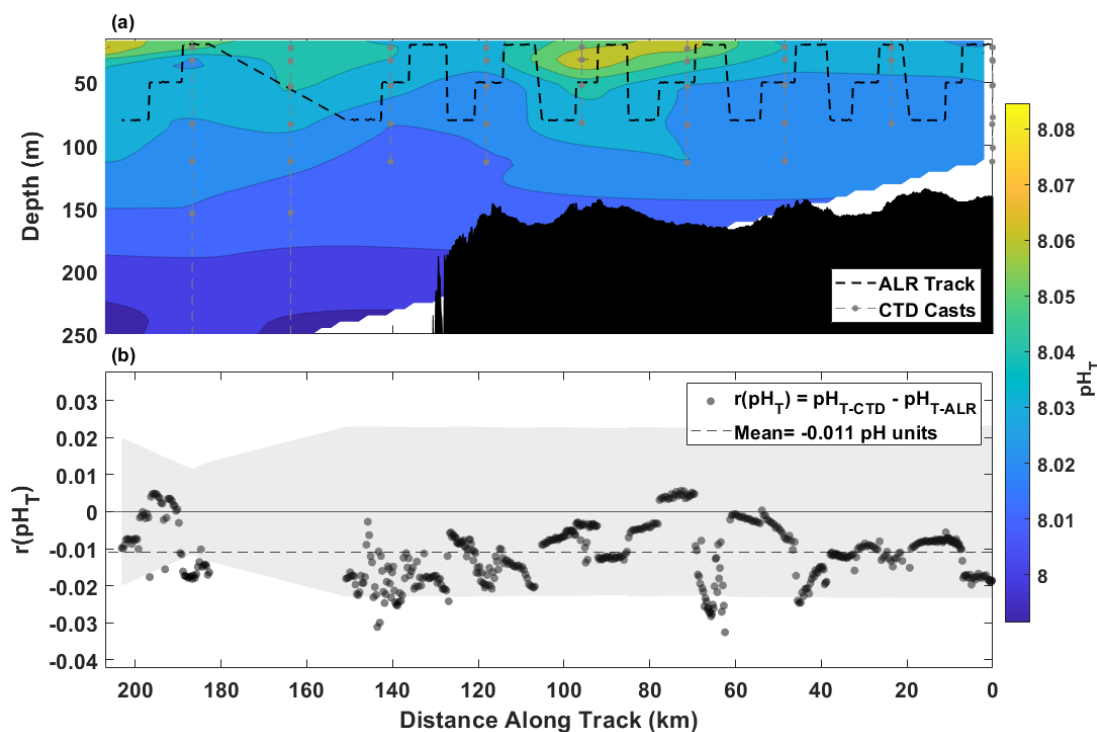 (a)
50
100
150
200
250
Depth (m)
ALR Track
CTD Casts
8.08
8.07
8.06
8.05
8.04
8.03
8.02
8.01
8
pH_T
(b)
0.03
0.02
0.01
0
-0.01
-0.02
-0.03
-0.04
r(pH_T)
r(pH_T) = pH_T-CTD - pH_T-ALR
Mean= -0.011 pH units
200 180 160 140 120 100 80 60 40 20 0
Distance Along Track (km)